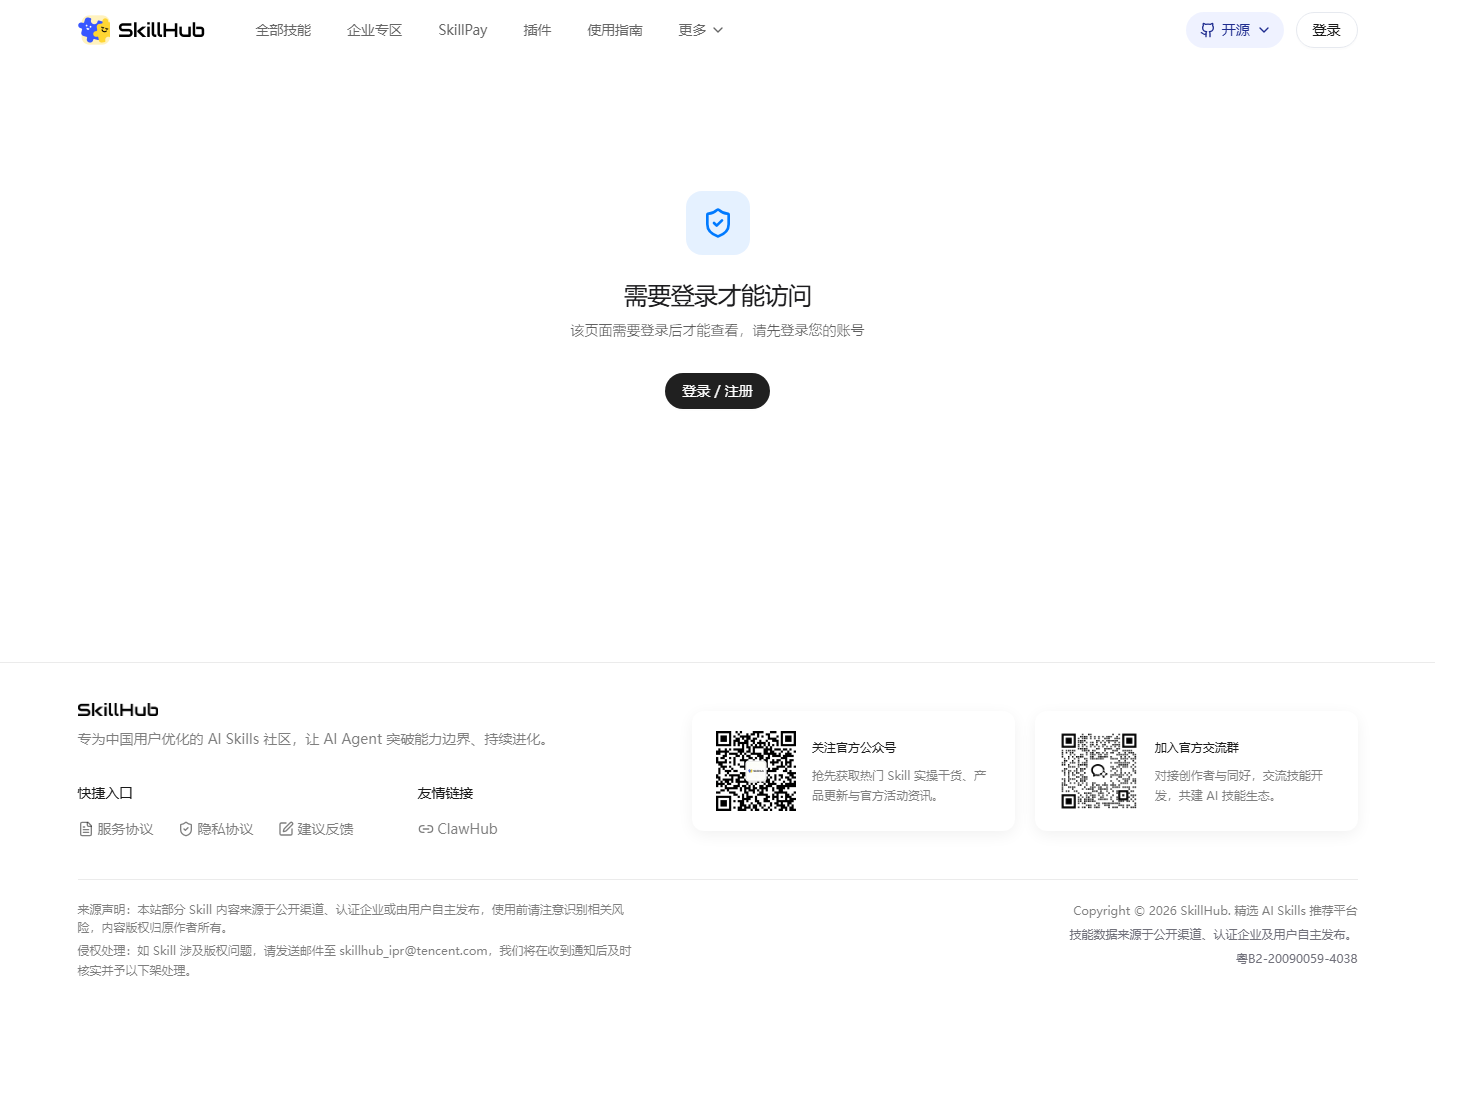 SkillHub
全部技能
企业专区
SkillPay
插件
使用指南
更多
开源
登录
需要登录才能访问
该页面需要登录后才能查看，请先登录您的账号
登录 / 注册
SkillHub
专为中国用户优化的 AI Skills 社区，让 AI Agent 突破能力边界、持续进化。
快捷入口
服务协议
隐私协议
建议反馈
友情链接
ClawHub
关注官方公众号
抢先获取热门 Skill 实操干货、产
品更新与官方活动资讯。
加入官方交流群
对接创作者与同好，交流技能开
发，共建 AI 技能生态。
来源声明：本站部分 Skill 内容来源于公开渠道、认证企业或由用户自主发布，使用前请注意识别相关风
险，内容版权归原作者所有。
侵权处理：如 Skill 涉及版权问题，请发送邮件至 skillhub_ipr@tencent.com，我们将在收到通知后及时
核实并予以下架处理。
Copyright © 2026 SkillHub. 精选 AI Skills 推荐平台
技能数据来源于公开渠道、认证企业及用户自主发布。
粤B2-20090059-4038